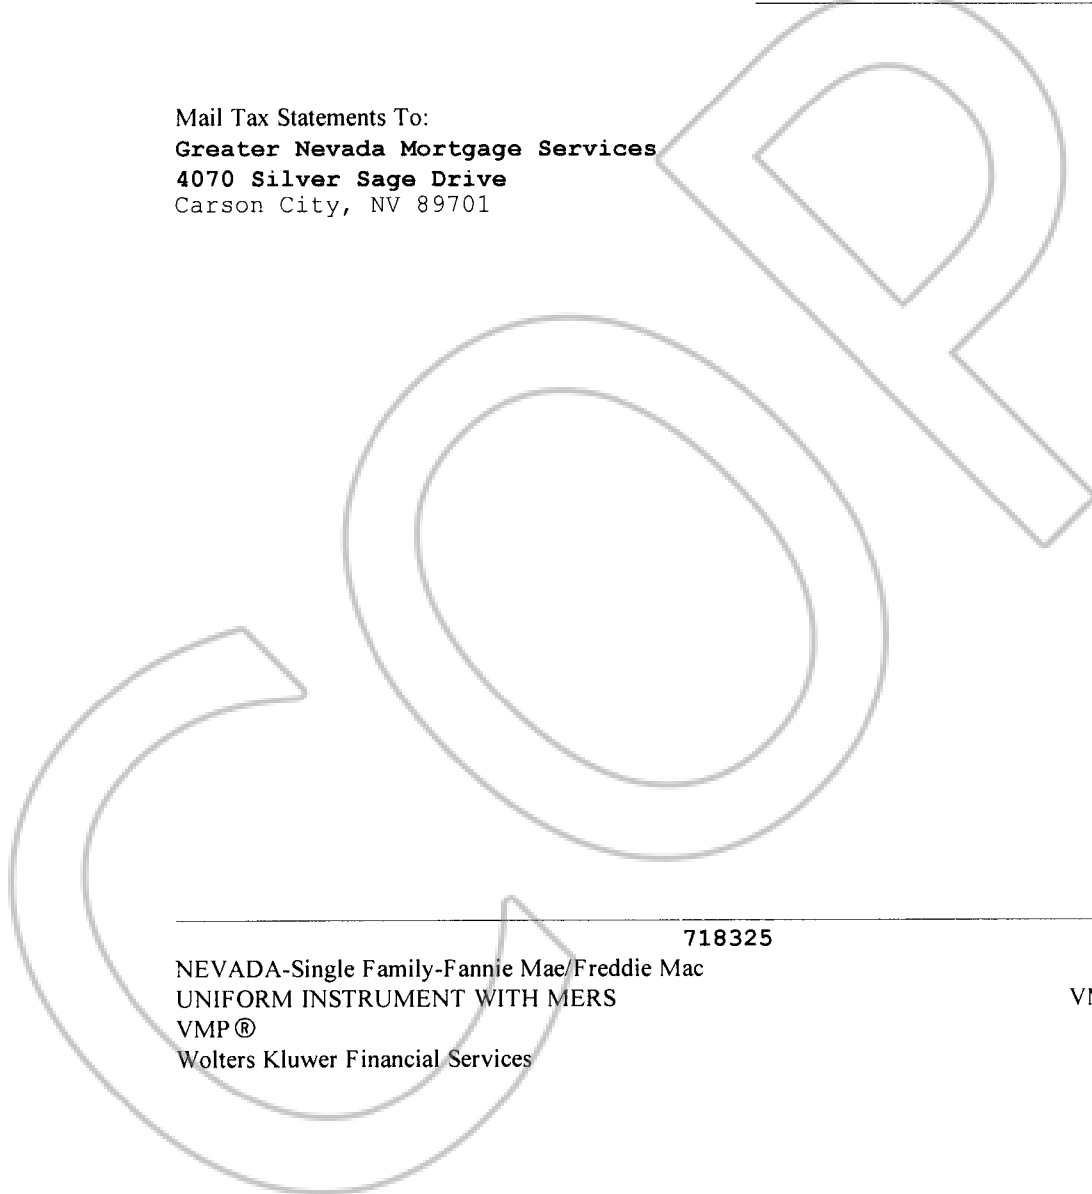 Mail Tax Statements To:
Greater Nevada Mortgage Services
4070 Silver Sage Drive
Carson City, NV 89701
COP
718325
NEVADA-Single Family-Fannie Mae/Freddie Mac
UNIFORM INSTRUMENT WITH MERS
VMP®
Wolters Kluwer Financial Services